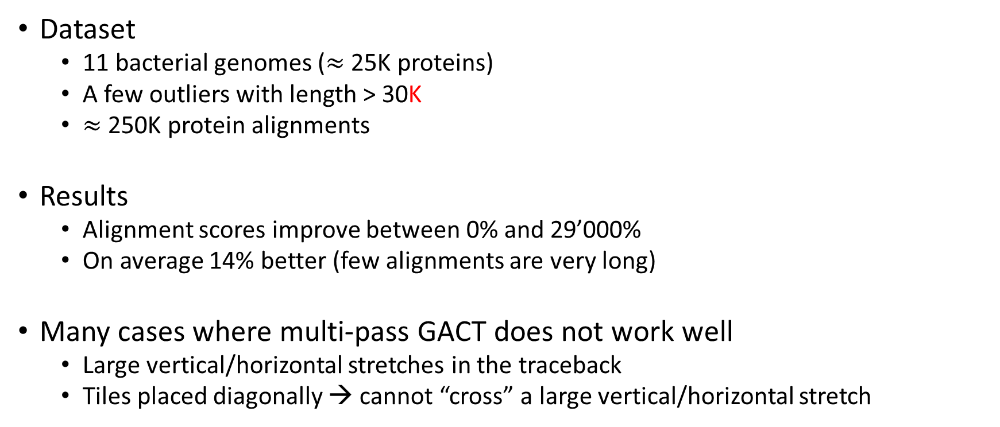 • Dataset
• 11 bacterial genomes (≈ 25K proteins)
• A few outliers with length > 30K
• ≈ 250K protein alignments
• Results
• Alignment scores improve between 0% and 29’000%
• On average 14% better (few alignments are very long)
• Many cases where multi-pass GACT does not work well
• Large vertical/horizontal stretches in the traceback
• Tiles placed diagonally → cannot “cross” a large vertical/horizontal stretch